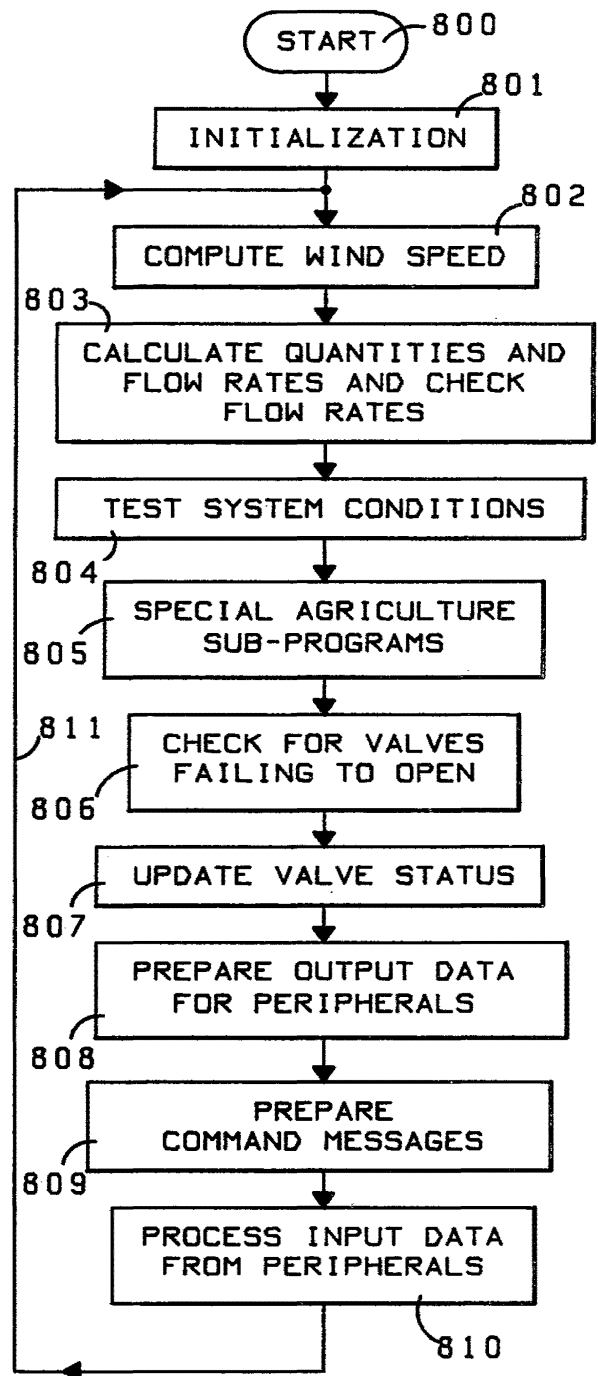 START
800
801
INITIALIZATION
802
COMPUTE WIND SPEED
803
CALCULATE QUANTITIES AND
FLOW RATES AND CHECK
FLOW RATES
TEST SYSTEM CONDITIONS
804
SPECIAL AGRICULTURE
SUB-PROGRAMS
805
811
CHECK FOR VALVES
FAILING TO OPEN
806
UPDATE VALVE STATUS
807
PREPARE OUTPUT DATA
FOR PERIPHERALS
808
PREPARE
COMMAND MESSAGES
809
PROCESS INPUT DATA
FROM PERIPHERALS
810